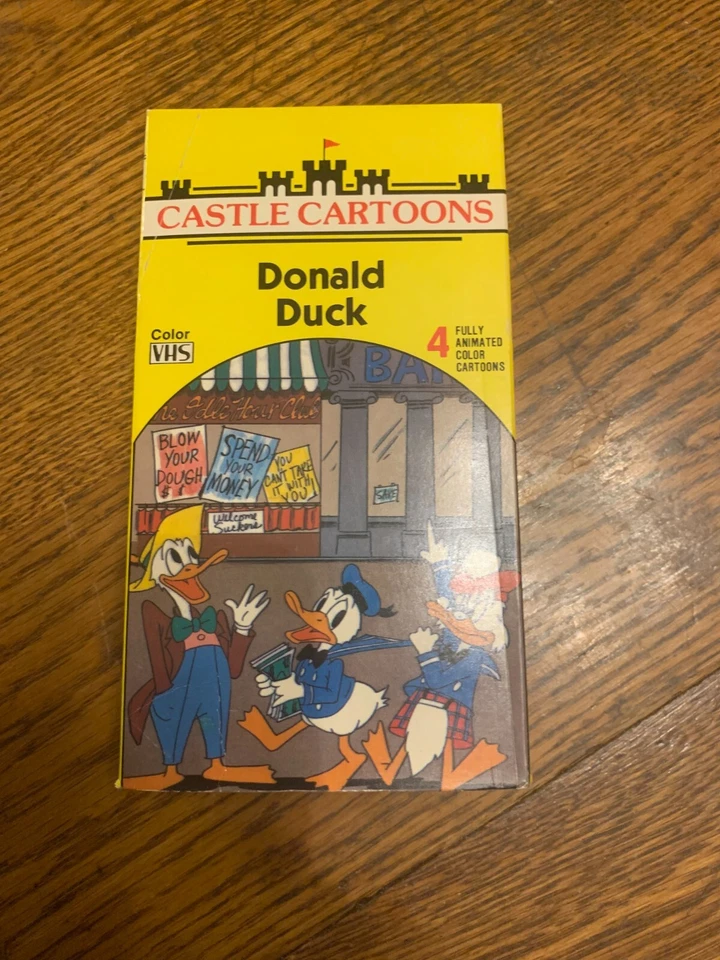 CASTLE CARTOONS
Donald
Duck
Color
VHS
4 FULLY
ANIMATED
COLOR
CARTOONS
BA
Club
BLOW
YOUR
DOUGH
$
SPEND
YOUR
MONEY
YOU
CAN'T TAKE
IT WITH
YOU
SAVE
Welcome
Suckers